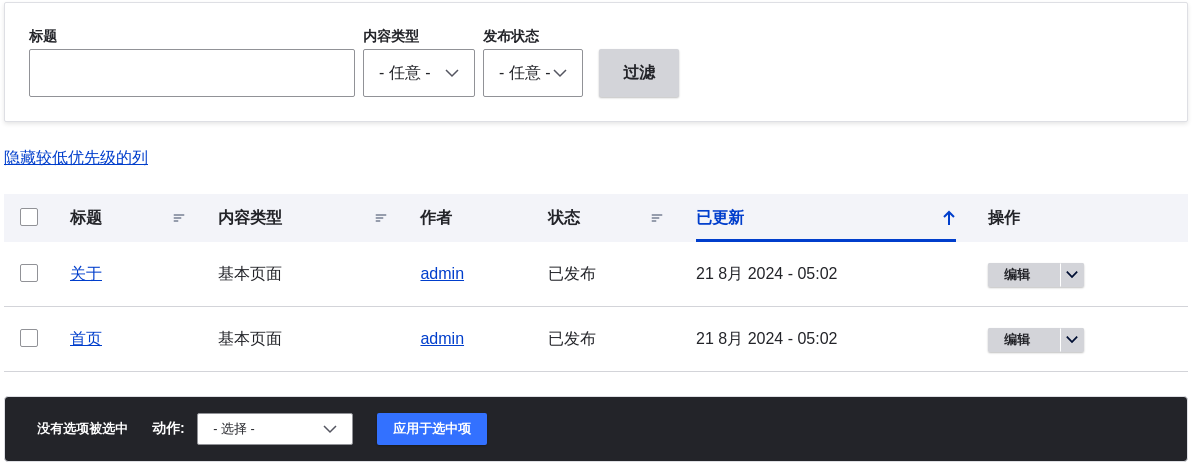 标题 内容类型 发布状态
- 任意 - - 任意 - 过滤
隐藏较低优先级的列
标题 内容类型 作者 状态 已更新 操作
关于 基本页面 admin 已发布 21 8月 2024 - 05:02 编辑
首页 基本页面 admin 已发布 21 8月 2024 - 05:02 编辑
没有选项被选中 动作: - 选择 - 应用于选中项